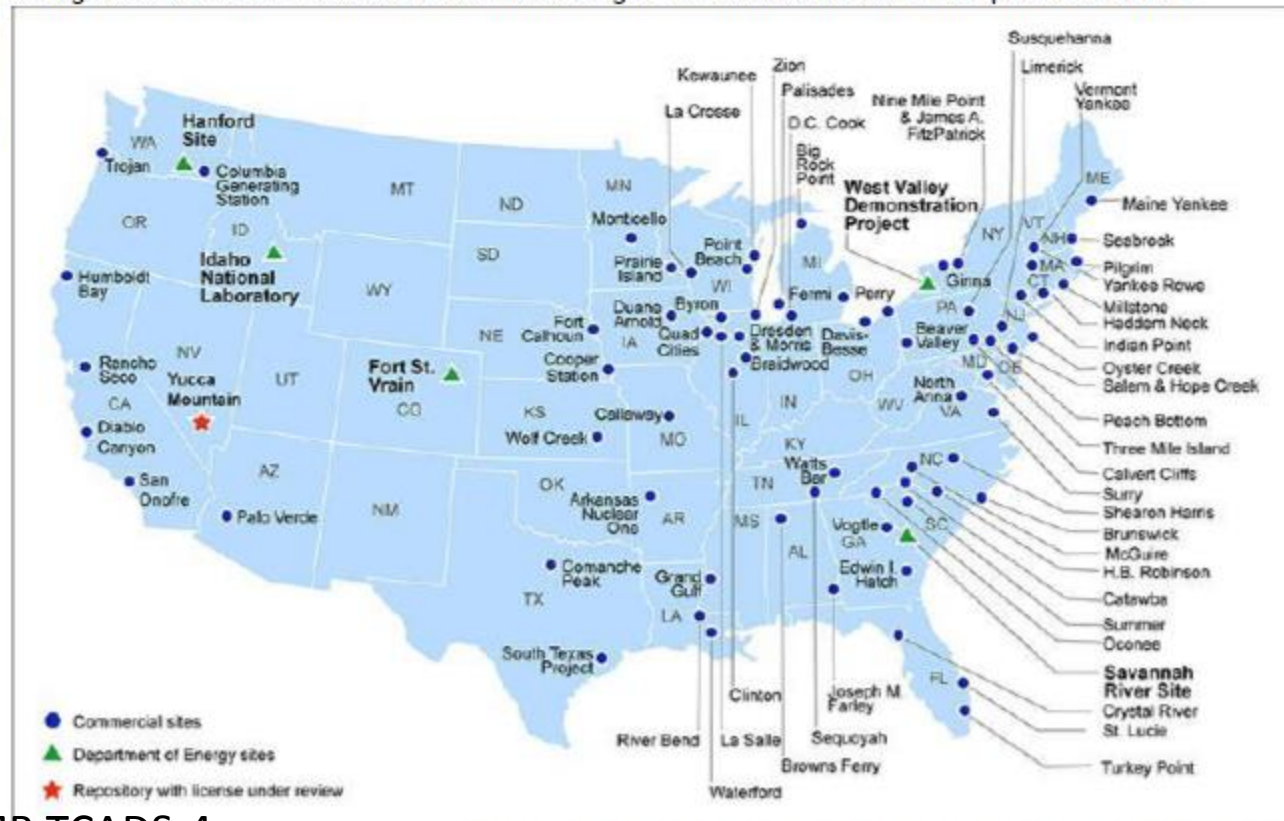 Susquehanna
Zion
Limerick
Kewaunee
Palisades
Vermont
Yankee
Nine Mile Point
& James A.
FitzPatrick
La Crosse
D.C. Cook
Hanford
Site
Big
Rock
Point
WA
Trojan
Columbia
Generating
Station
MT
ND
MN
West Valley
Demonstration
Project
ME
Maine Yankee
OR
ID
Monticello
VT
NY
NH
Seabrook
Idaho
National
Laboratory
SD
Point
Beach
Prairie
Island
WI
MI
MA
Pilgrim
Humboldt
Bay
WY
Ginna
CT
Yankee Rowe
Fermi
Perry
Millstone
Duane
Arnold
Byron
PA
NJ
Haddem Neck
NE
Fort
Calhoun
IA
Quad
Cities
Dresden
& Morris
Davis-
Besse
Beaver
Valley
Indian Point
NV
Rancho
Seco
Fort St.
Vrain
Cooper
Station
Braidwood
MD
DE
Oyster Creek
Salem & Hope Creek
Yucca
Mountain
UT
OH
North
Anna
CA
CO
KS
Callaway
IL
IN
WV
VA
Peach Bottom
Diablo
Canyon
Wolf Creek
MO
KY
Three Mile Island
San
Onofre
AZ
Watts
Bar
NC
Calvert Cliffs
OK
TN
Surry
Arkansas
Nuclear
One
Palo Verde
NM
AR
MS
Vogtle
GA
SC
Shearon Harris
Brunswick
AL
McGuire
Comanche
Peak
Grand
Gulf
Edwin I.
Hatch
H.B. Robinson
TX
LA
Catawba
Summer
Oconee
South Texas
Project
FL
Savannah
River Site
Clinton
Joseph M.
Farley
Crystal River
Commercial sites
St. Lucie
River Bend
La Salle
Sequoyah
Department of Energy sites
Browns Ferry
Turkey Point
Repository with license under review
Waterford